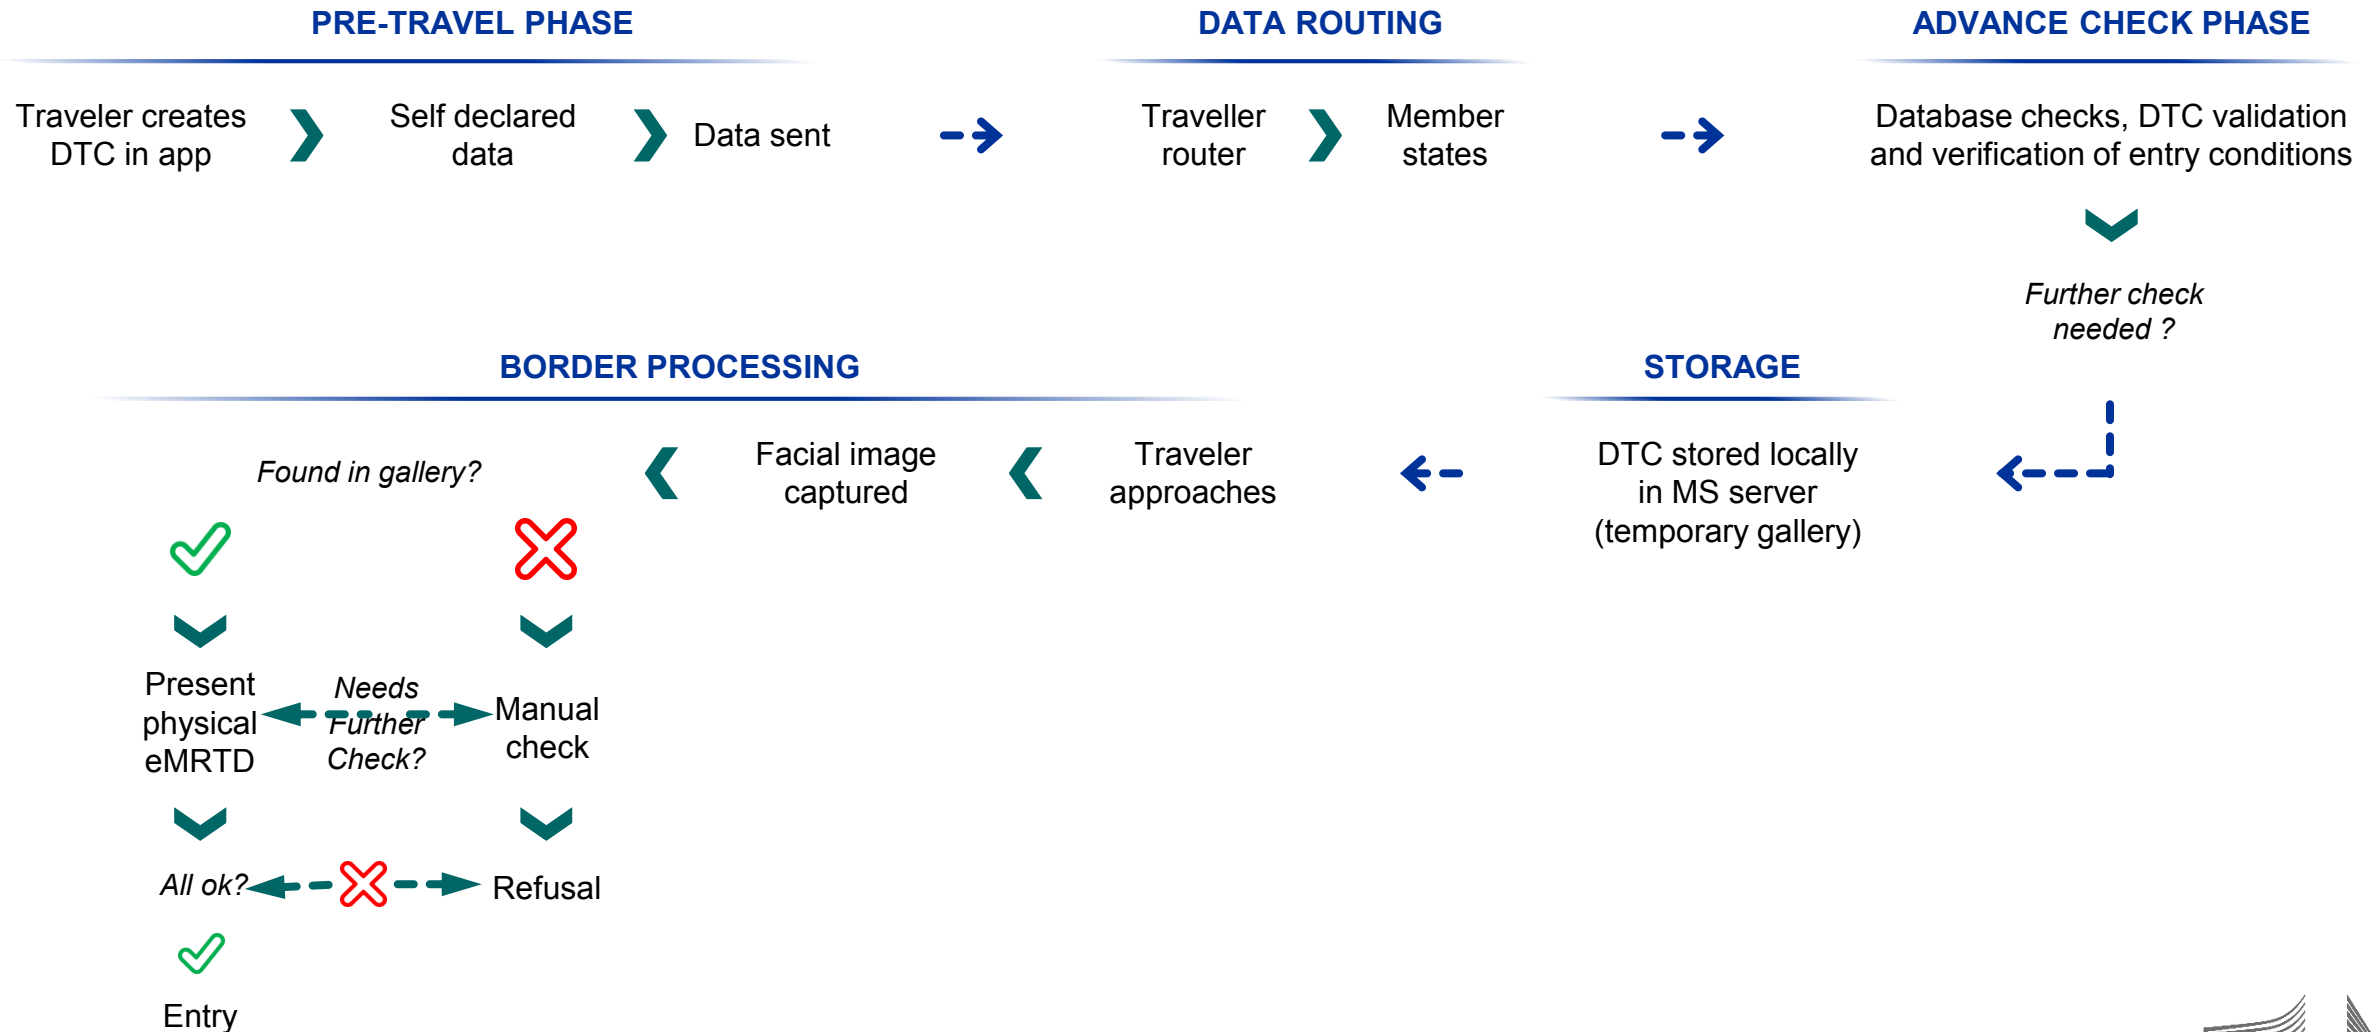 PRE-TRAVEL PHASE
DATA ROUTING
ADVANCE CHECK PHASE
Traveler creates
DTC in app
Self declared
data
Data sent
Traveller
router
Member
states
Database checks, DTC validation
and verification of entry conditions
Further check
needed ?
BORDER PROCESSING
STORAGE
Found in gallery?
Facial image
captured
Traveler
approaches
DTC stored locally
in MS server
(temporary gallery)
Present
physical
eMRTD
Needs
Further
Check?
Manual
check
All ok?
Refusal
Entry